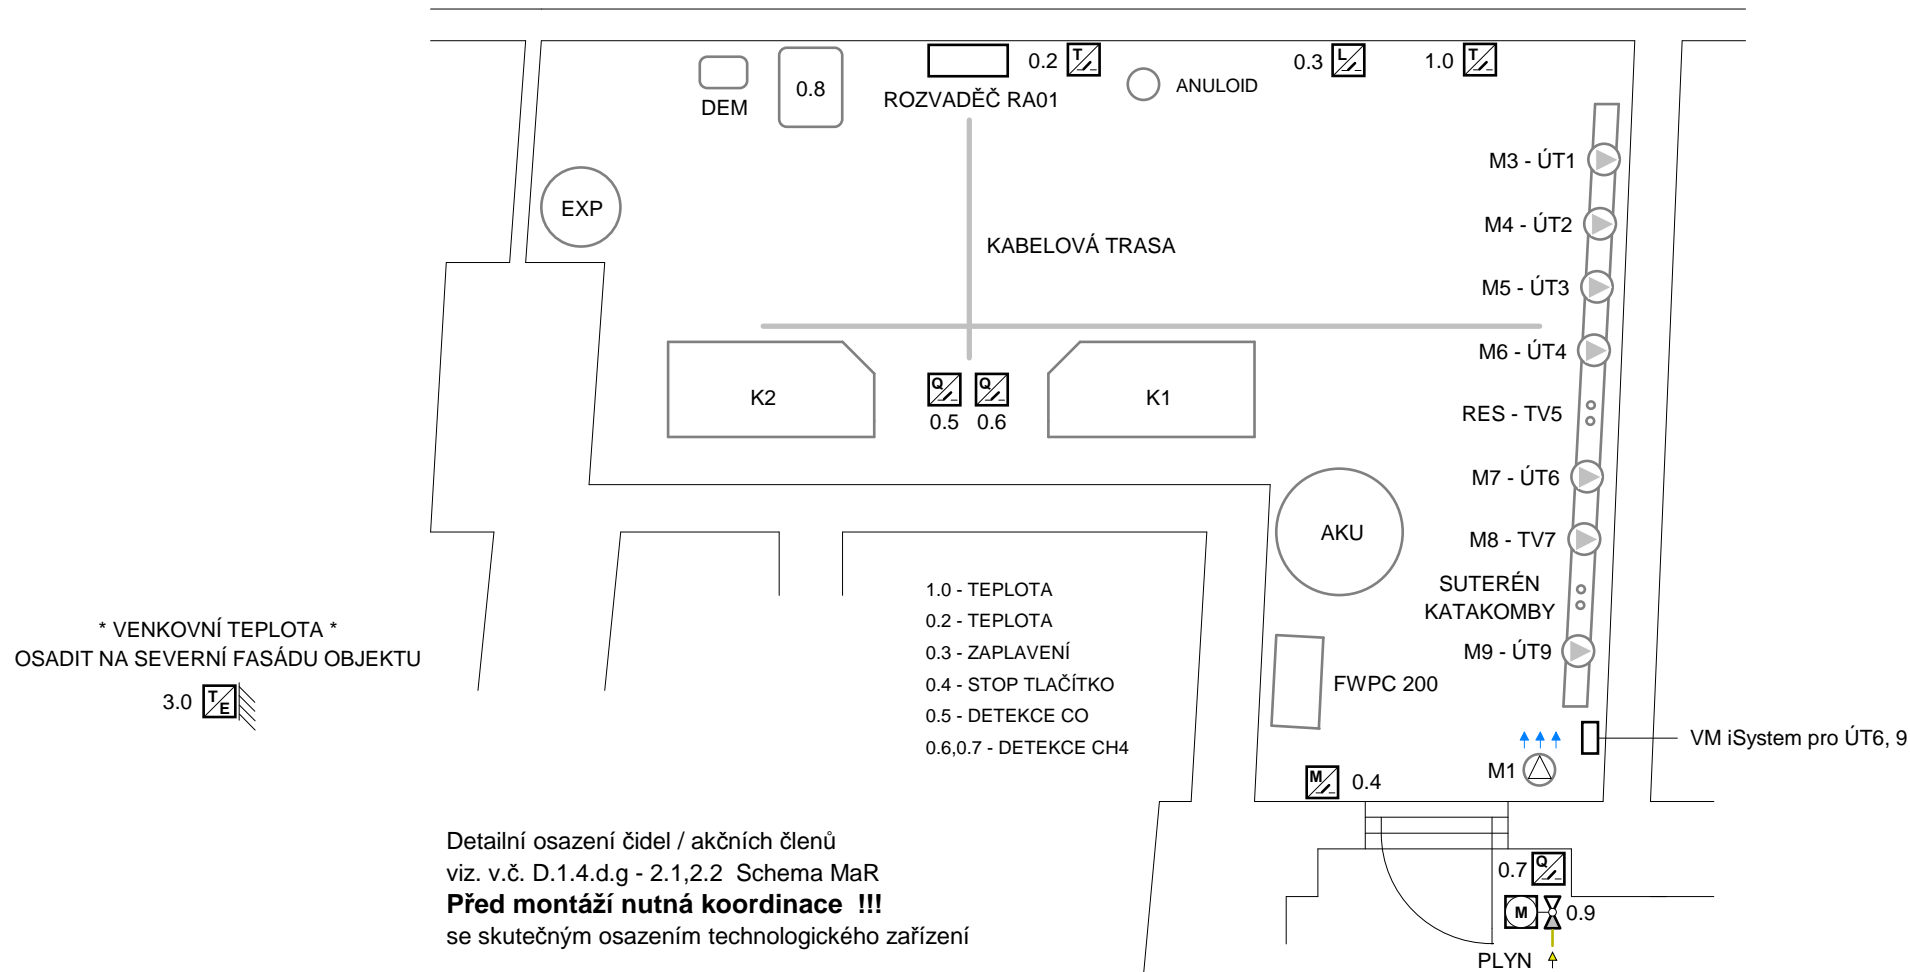 0.2 T
0.3 L
1.0 T
DEM
0.8
ROZVADĚČ RA01
ANULOID
M3 - ÚT1
EXP
M4 - ÚT2
KABELOVÁ TRASA
M5 - ÚT3
M6 - ÚT4
K2
Q Q
0.5 0.6
K1
RES - TV5
M7 - ÚT6
AKU
M8 - TV7
SUTERÉN
KATAKOMBY
M9 - ÚT9
1.0 - TEPLOTA
0.2 - TEPLOTA
0.3 - ZAPLAVENÍ
0.4 - STOP TLAČÍTKO
0.5 - DETEKCE CO
0.6,0.7 - DETEKCE CH4
* VENKOVNÍ TEPLOTA *
OSADIT NA SEVERNÍ FASÁDU OBJEKTU
3.0 T E
FWPC 200
VM iSystem pro ÚT6, 9
M1
M 0.4
Detailní osazení čidel / akčních členů
viz. v.č. D.1.4.d.g - 2.1,2.2 Schema MaR
Před montáží nutná koordinace !!!
se skutečným osazením technologického zařízení
0.7 Q
M 0.9
PLYN